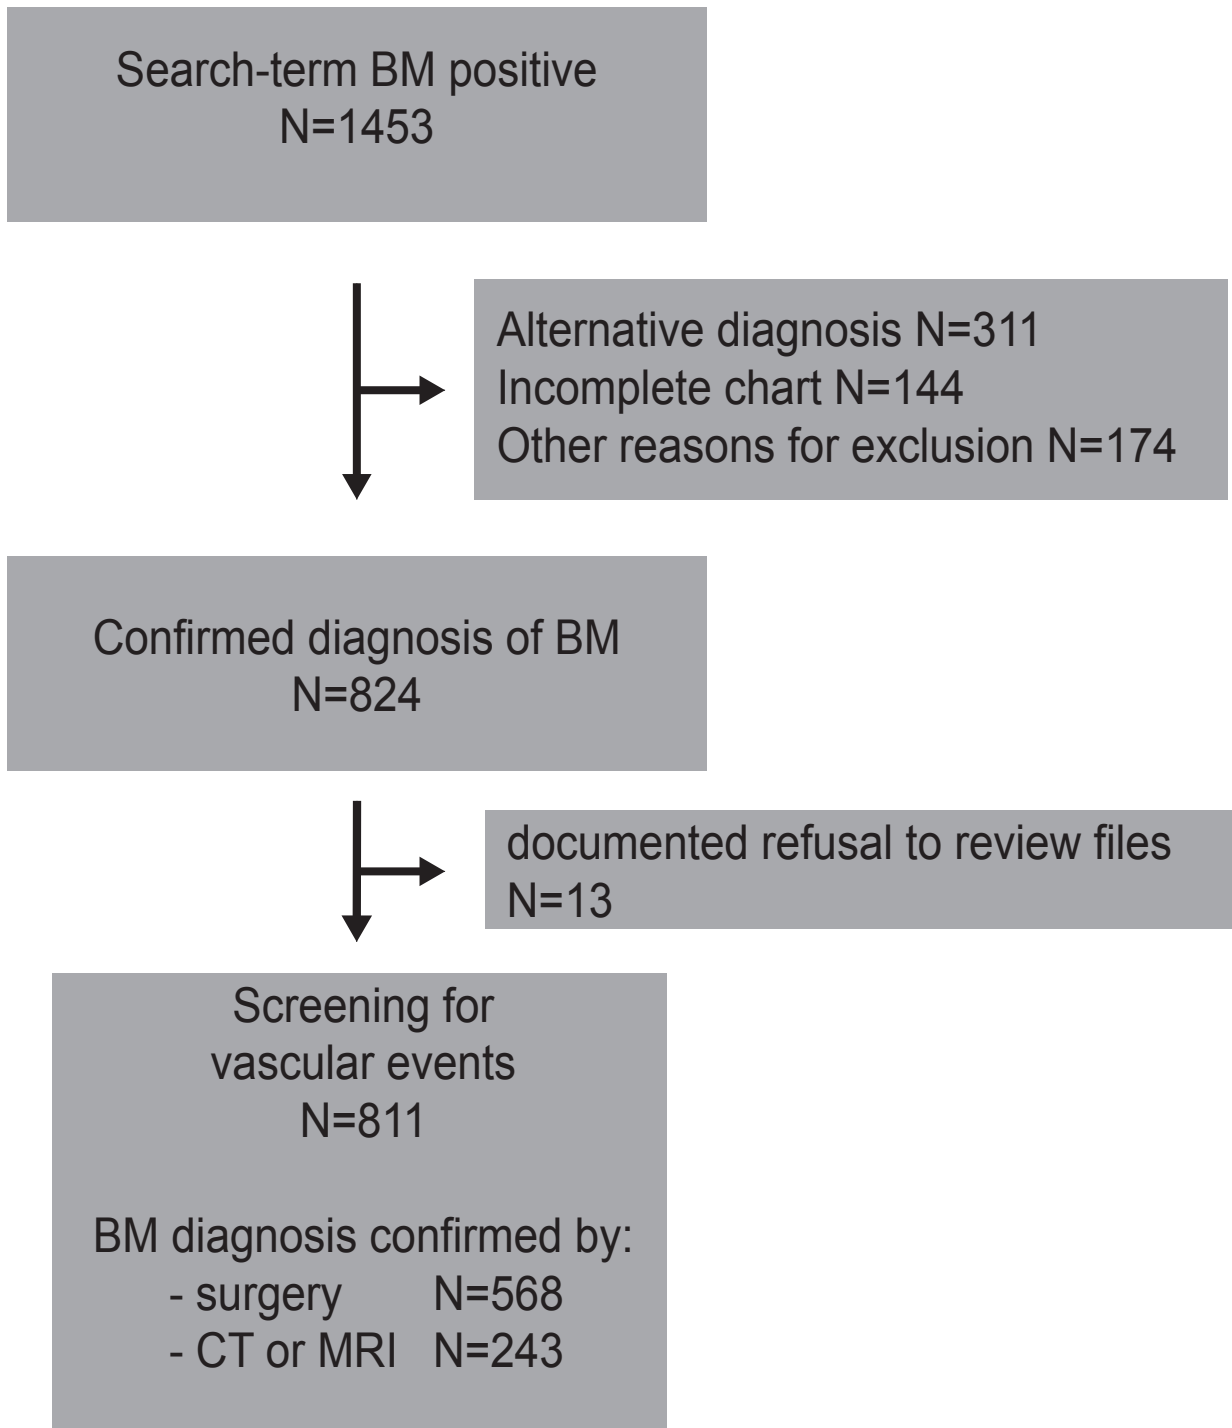 Search-term BM positive
N=1453
Alternative diagnosis N=311
Incomplete chart N=144
Other reasons for exclusion N=174
Confirmed diagnosis of BM
N=824
documented refusal to review files
N=13
Screening for
vascular events
N=811
BM diagnosis confirmed by:
- surgery N=568
- CT or MRI N=243